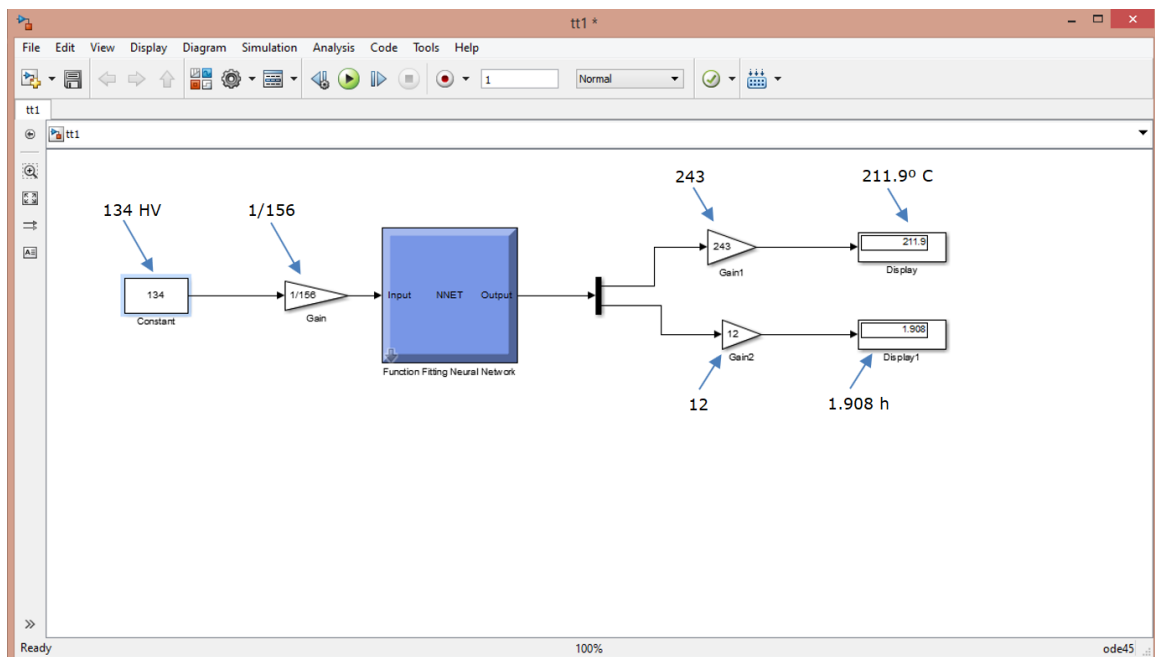 tt1 *
File Edit View Display Diagram Simulation Analysis Code Tools Help
1 Normal
tt1
tt1
243 211.9º C
134 HV 1/156
243 211.9
Gain1 Display
134 1/156 Input NNET Output
Constant Gain
12 1.908
Gain2 Display1
Function Fitting Neural Network
12 1.908 h
Ready 100% ode45